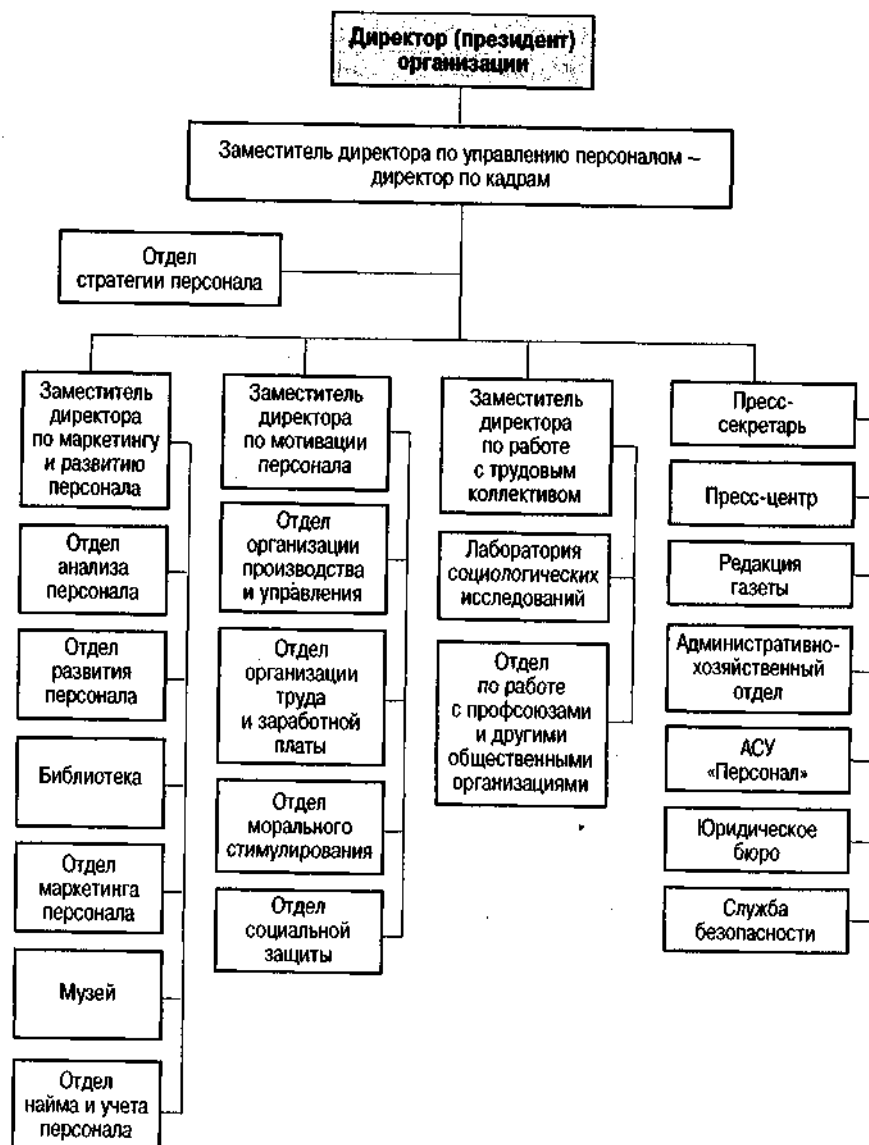 Директор (президент)
организации
Заместитель директора по управлению персоналом –
директор по кадрам
Отдел
стратегии персонала
Заместитель
директора
по маркетингу
и развитию
персонала
Отдел
анализа
персонала
Отдел
развития
персонала
Библиотека
Отдел
маркетинга
персонала
Музей
Отдел
найма и учета
персонала
Заместитель
директора
по мотивации
персонала
Отдел
организации
производства
и управления
Отдел
организации
труда
и заработной
платы
Отдел
морального
стимулирования
Отдел
социальной
защиты
Заместитель
директора
по работе
с трудовым
коллективом
Лаборатория
социологических
исследований
Отдел
по работе
с профсоюзами
и другими
общественными
организациями
Пресс-
секретарь
Пресс-центр
Редакция
газеты
Административно-
хозяйственный
отдел
АСУ
«Персонал»
Юридическое
бюро
Служба
безопасности